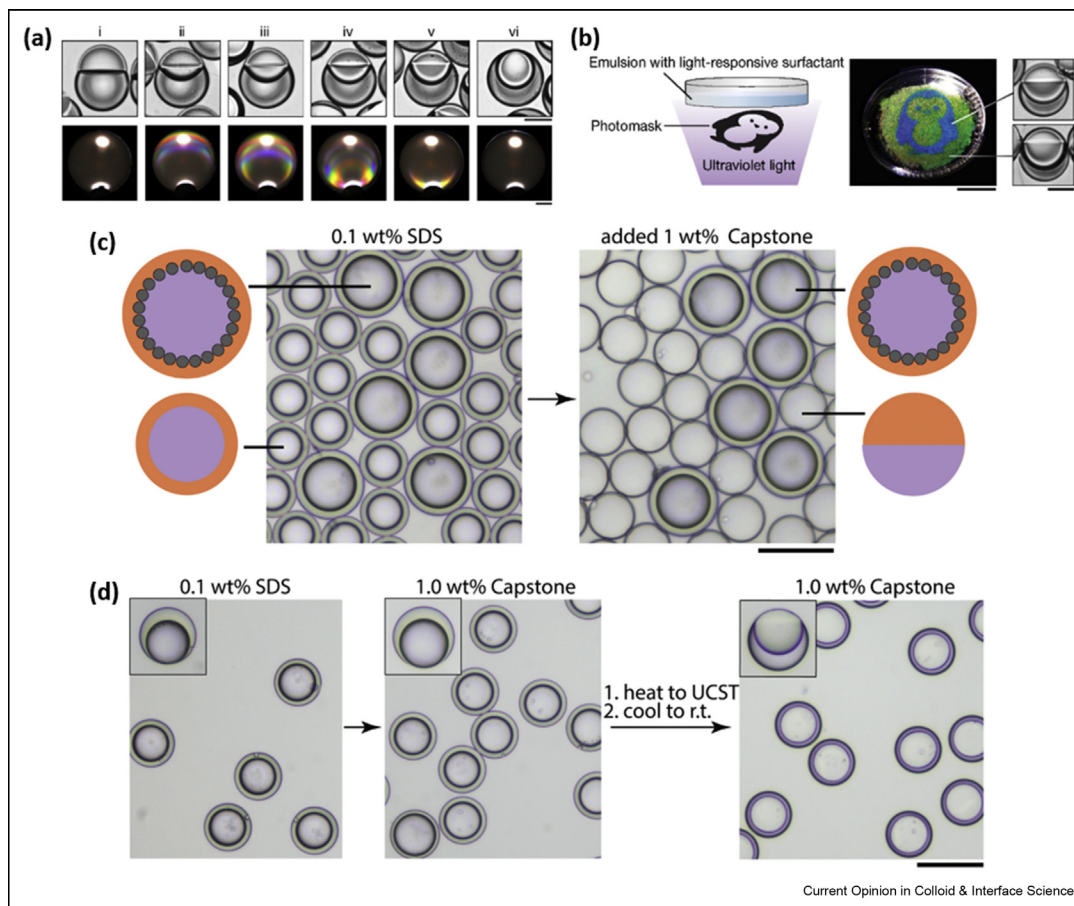 (a)
i ii iii iv v vi
(b)
Emulsion with light-responsive surfactant
Photomask
Ultraviolet light
(c)
0.1 wt% SDS
added 1 wt% Capstone
(d)
0.1 wt% SDS
1.0 wt% Capstone
1.0 wt% Capstone
1. heat to UCST
2. cool to r.t.
Current Opinion in Colloid & Interface Science